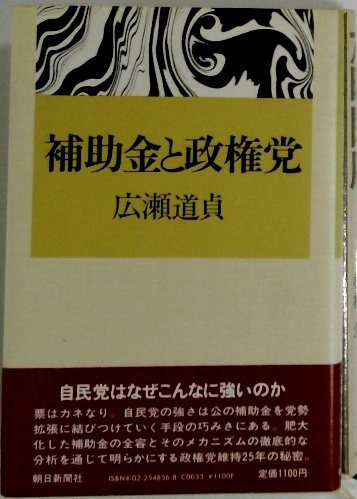 補助金と政権党
広瀬道貞
自民党はなぜこんなに強いのか
票はカネなり。自民党の強さは公の補助金を党勢
拡張に結びつけていく手段の巧みさにある。肥大
化した補助金の全容とそのメカニズムの徹底的な
分析を通じて明らかにする政権党維持25年の秘密。
朝日新聞社
ISBN4-02-254856-8 C0033 ¥1100E
定価1100円